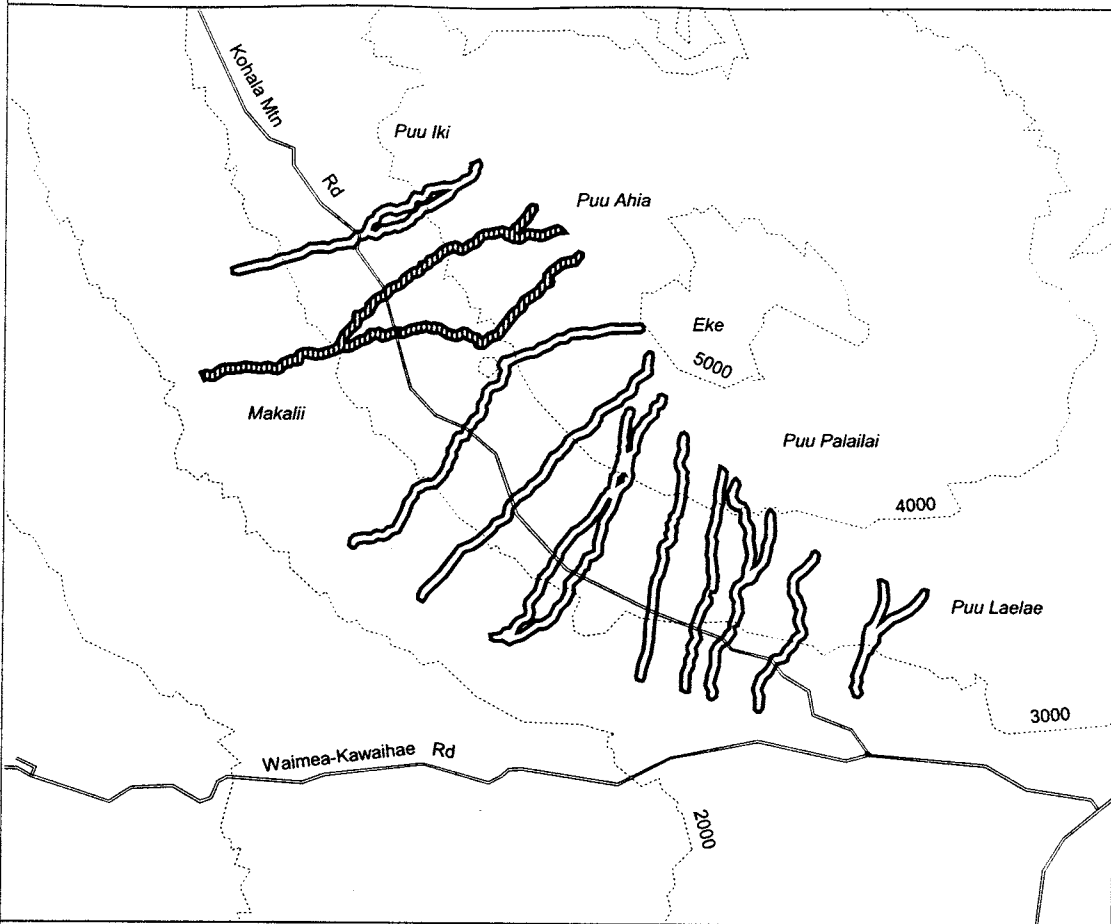 Kohala Mtn
Rd
Puu Iki
Puu Ahia
Eke
5000
Makalii
Puu Palailai
4000
Puu Laelae
3000
Waimea-Kawaihae Rd
2000